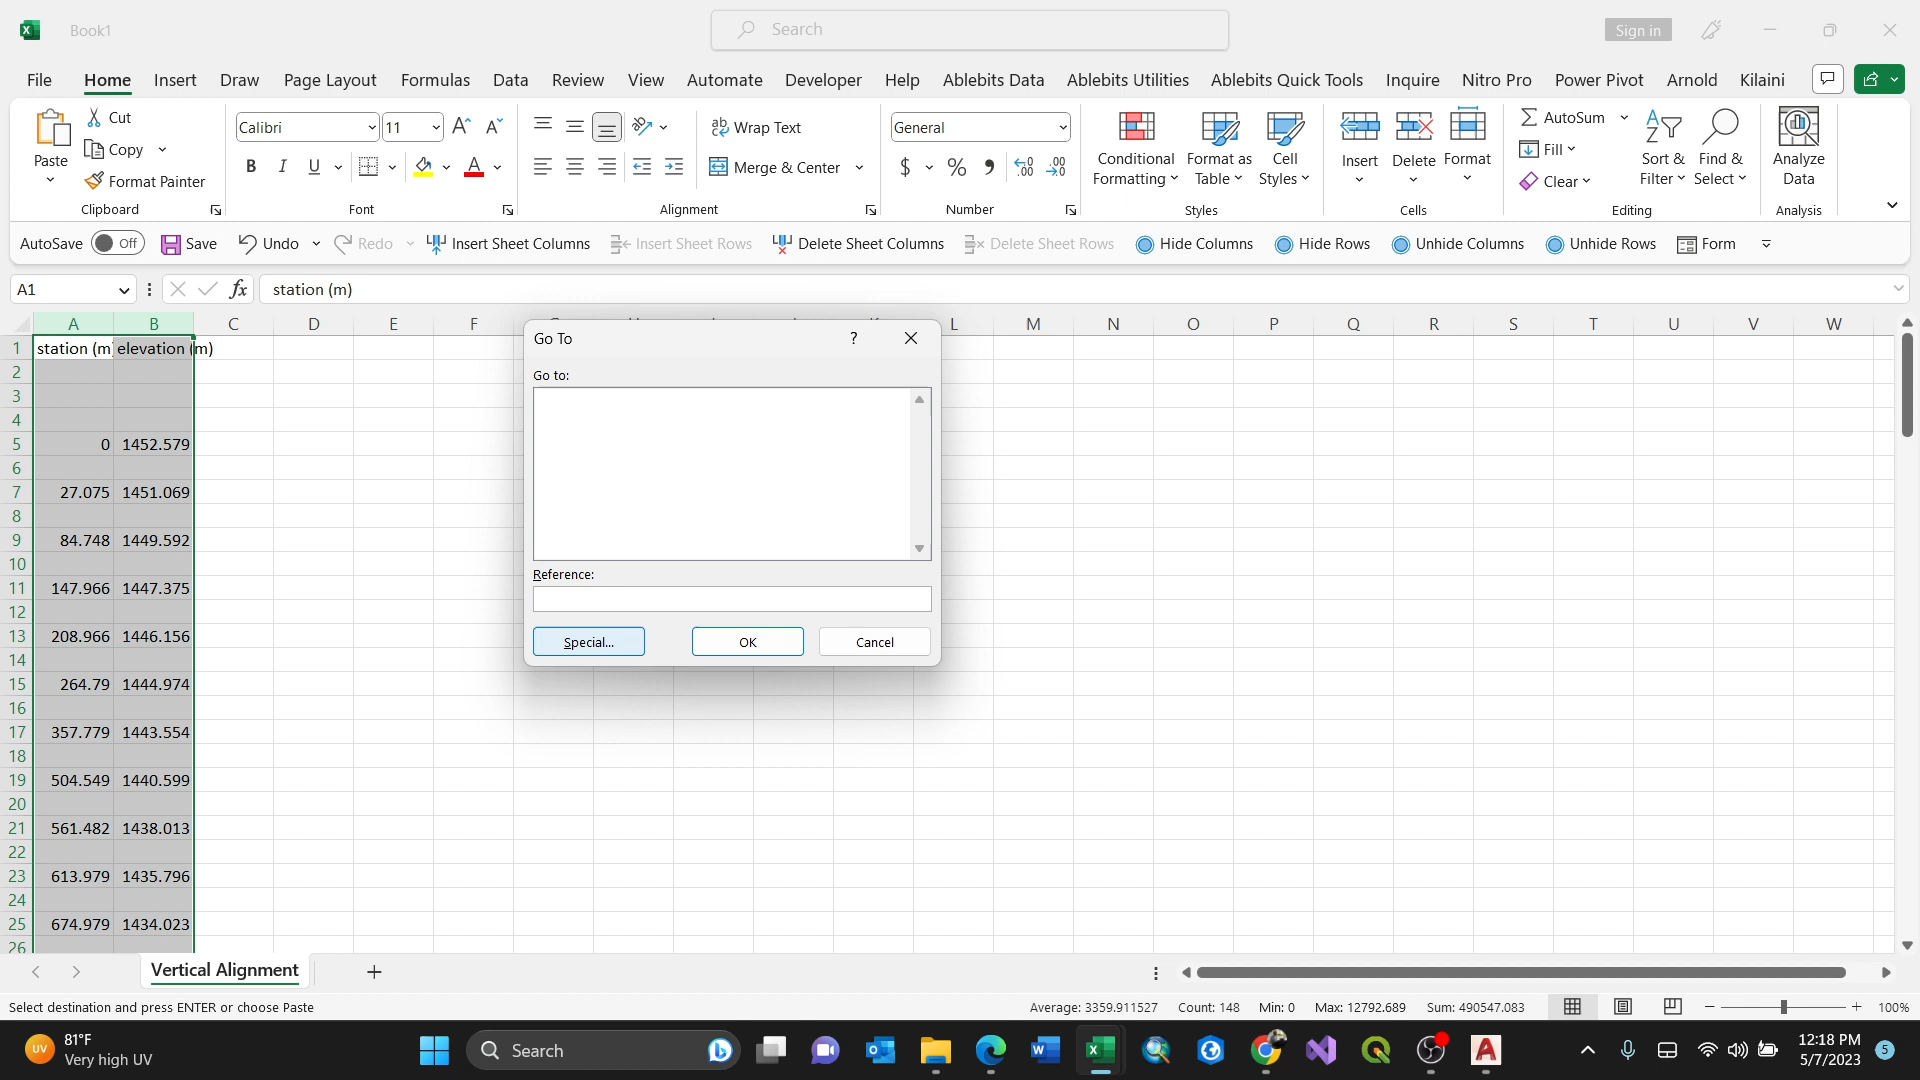 Book1
Search
Sign in
File Home Insert Draw Page Layout Formulas Data Review View Automate Developer Help Ablebits Data Ablebits Utilities Ablebits Quick Tools Inquire Nitro Pro Power Pivot Arnold Kilaini
Paste
Cut
Copy
Format Painter
Clipboard
Calibri 11
B I U
Font
Wrap Text
Merge & Center
Alignment
General
$ % ,
Number
Conditional Formatting
Format as Table
Cell Styles
Styles
Insert Delete Format
Cells
AutoSum
Fill
Clear
Sort & Filter
Find & Select
Editing
Analyze Data
Analysis
AutoSave Off Save Undo Redo Insert Sheet Columns Insert Sheet Rows Delete Sheet Columns Delete Sheet Rows Hide Columns Hide Rows Unhide Columns Unhide Rows Form
A1 fx station (m)
A B C D E F L M N O P Q R S T U V W
1 station (m elevation (m)
2
3
4
5 0 1452.579
6
7 27.075 1451.069
8
9 84.748 1449.592
10
11 147.966 1447.375
12
13 208.966 1446.156
14
15 264.79 1444.974
16
17 357.779 1443.554
18
19 504.549 1440.599
20
21 561.482 1438.013
22
23 613.979 1435.796
24
25 674.979 1434.023
26
Go To ?
Go to:
Reference:
Special... OK Cancel
Vertical Alignment
Select destination and press ENTER or choose Paste
Average: 3359.911527 Count: 148 Min: 0 Max: 12792.689 Sum: 490547.083 100%
UV
81°F
Very high UV
Search
12:18 PM
5/7/2023
5